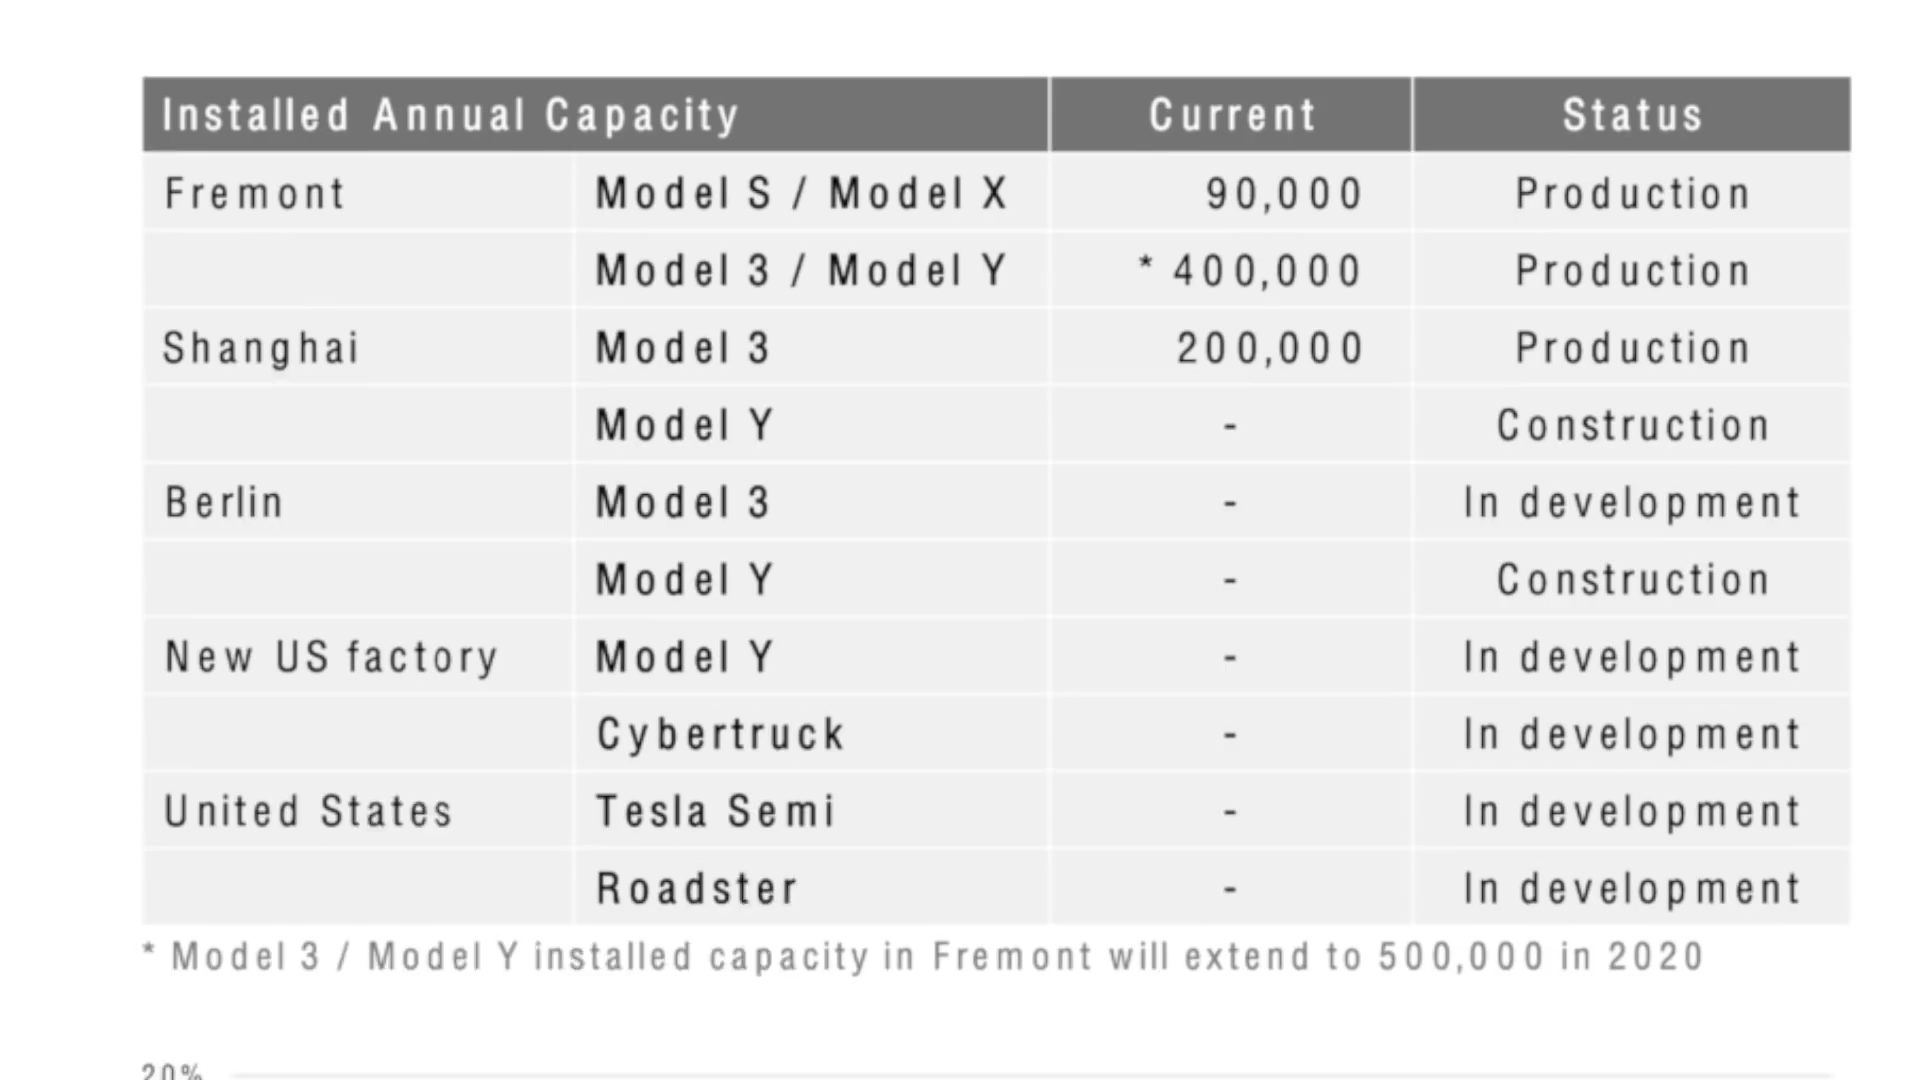 Installed Annual Capacity Current Status
Fremont Model S / Model X 90,000 Production
Model 3 / Model Y * 400,000 Production
Shanghai Model 3 200,000 Production
Model Y - Construction
Berlin Model 3 - In development
Model Y - Construction
New US factory Model Y - In development
Cybertruck - In development
United States Tesla Semi - In development
Roadster - In development
* Model 3 / Model Y installed capacity in Fremont will extend to 500,000 in 2020
20%